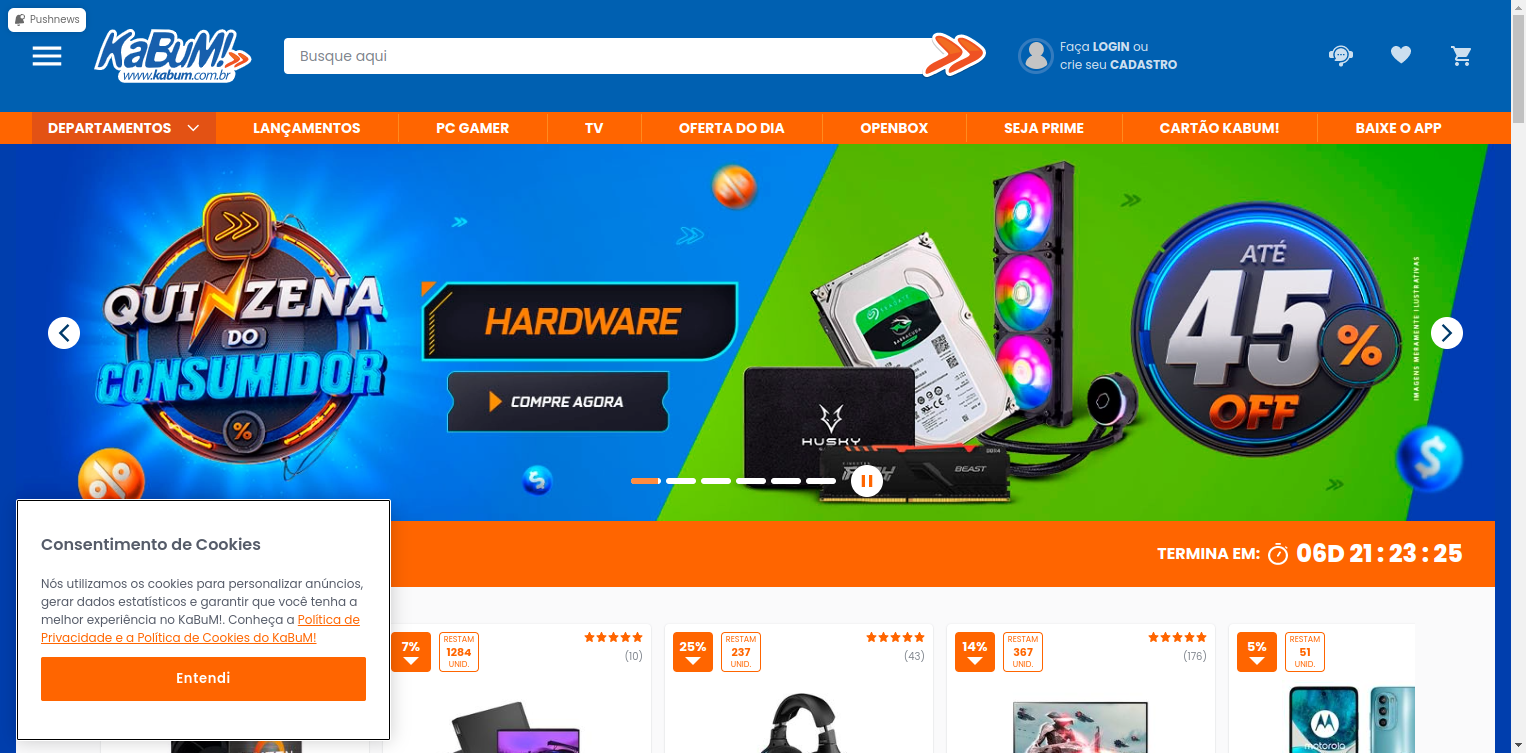 Pushnews
KaBuM!
www.kabum.com.br
Busque aqui
Faça LOGIN ou
crie seu CADASTRO
DEPARTAMENTOS
LANÇAMENTOS
PC GAMER
TV
OFERTA DO DIA
OPENBOX
SEJA PRIME
CARTÃO KABUM!
BAIXE O APP
QUINZENA
DO
CONSUMIDOR
%
HARDWARE
COMPRE AGORA
HUSKY
BARRACUDA
FURY
BEAST
DDR4
ATÉ
45
%
OFF
IMAGENS MERAMENTE ILUSTRATIVAS
TERMINA EM: 06D 21 : 23 : 25
Consentimento de Cookies
Nós utilizamos os cookies para personalizar anúncios,
gerar dados estatísticos e garantir que você tenha a
melhor experiência no KaBuM!. Conheça a Política de
Privacidade e a Política de Cookies do KaBuM!
Entendi
7%
RESTAM
1284
UNID.
(10)
25%
RESTAM
237
UNID.
(43)
14%
RESTAM
367
UNID.
(176)
5%
RESTAM
51
UNID.
motorola